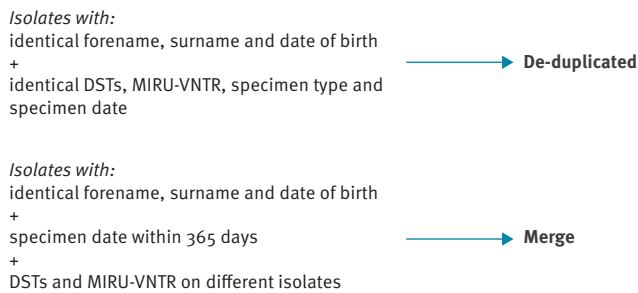 Isolates with:
identical forename, surname and date of birth
+
identical DSTs, MIRU-VNTR, specimen type and
specimen date
De-duplicated
Isolates with:
identical forename, surname and date of birth
+
specimen date within 365 days
+
DSTs and MIRU-VNTR on different isolates
Merge